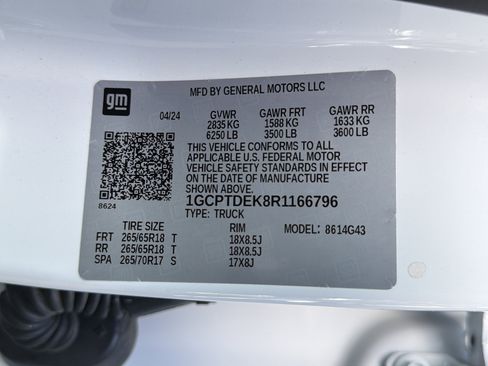 gm
MFD BY GENERAL MOTORS LLC
04/24 GVWR GAWR FRT GAWR RR
2835 KG 1588 KG 1633 KG
6250 LB 3500 LB 3600 LB
THIS VEHICLE CONFORMS TO ALL
APPLICABLE U.S. FEDERAL MOTOR
VEHICLE SAFETY STANDARDS IN EFFECT
ON THE DATE OF MANUFACTURE SHOWN ABOVE.
8624 1GCPTDEK8R1166796
TYPE: TRUCK
TIRE SIZE RIM MODEL: 8614G43
FRT 265/65R18 T 18X8.5J
RR 265/65R18 T 18X8.5J
SPA 265/70R17 S 17X8J